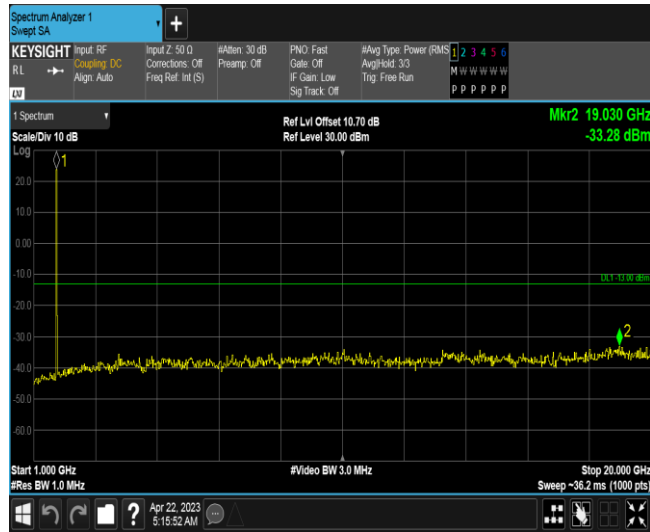 Spectrum Analyzer 1
Swept SA
KEYSIGHT
RL
LXI
Input: RF
Coupling: DC
Align: Auto
Input Z: 50 Ω
Corrections: Off
Freq Ref: Int (S)
#Atten: 30 dB
Preamp: Off
PNO: Fast
Gate: Off
IF Gain: Low
Sig Track: Off
#Avg Type: Power (RMS
Avg|Hold: 3/3
Trig: Free Run
1 2 3 4 5 6
M W W W W W
P P P P P P
1 Spectrum
Scale/Div 10 dB
Ref Lvl Offset 10.70 dB
Ref Level 30.00 dBm
Mkr2 19.030 GHz
-33.28 dBm
Log
1
20.0
10.0
0.00
-10.0
DL1 -13.00 dBm
-20.0
-30.0
2
-40.0
-50.0
-60.0
Start 1.000 GHz
#Video BW 3.0 MHz
Stop 20.000 GHz
#Res BW 1.0 MHz
Sweep ~36.2 ms (1000 pts)
?
Apr 22, 2023
5:15:52 AM